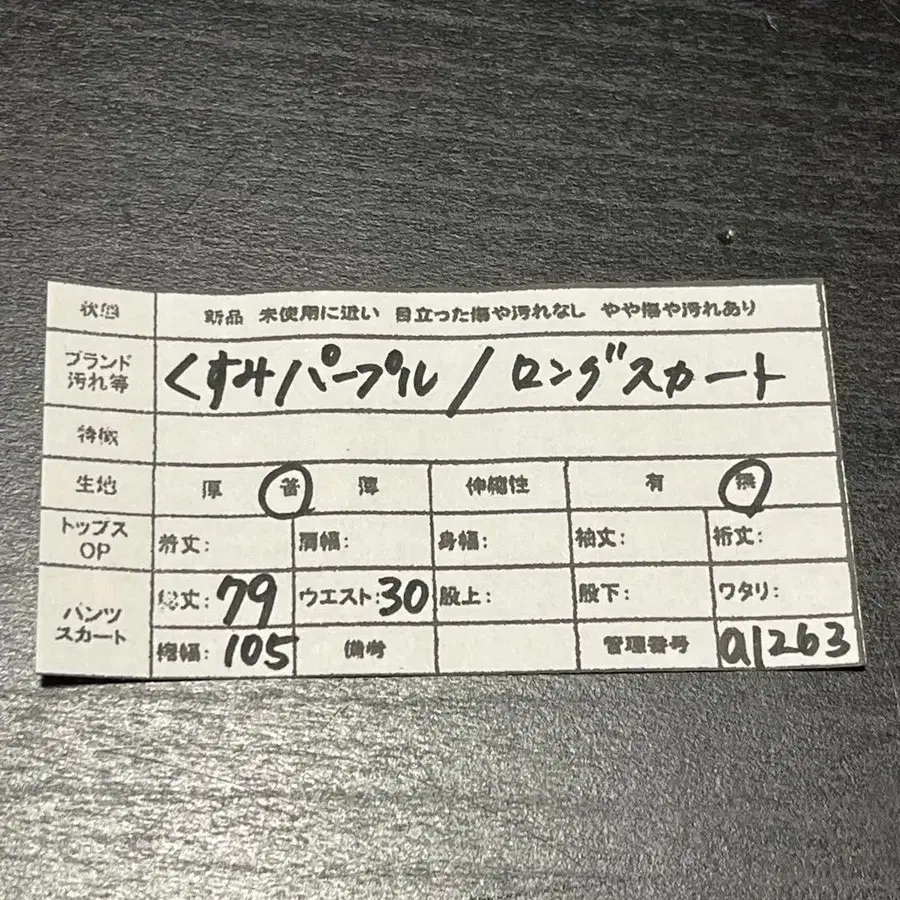 状態 新品 未使用に近い 目立った傷や汚れなし やや傷や汚れあり
ブランド
汚れ等
くすみパープル/ロングスカート
特徴
生地 厚 普 薄 伸縮性 有 無
トップス
OP
着丈: 肩幅: 身幅: 袖丈: 裄丈:
パンツ
スカート
総丈:79 ウエスト:30 股上: 股下: ワタリ:
裾幅:105 備考 管理番号 a1263